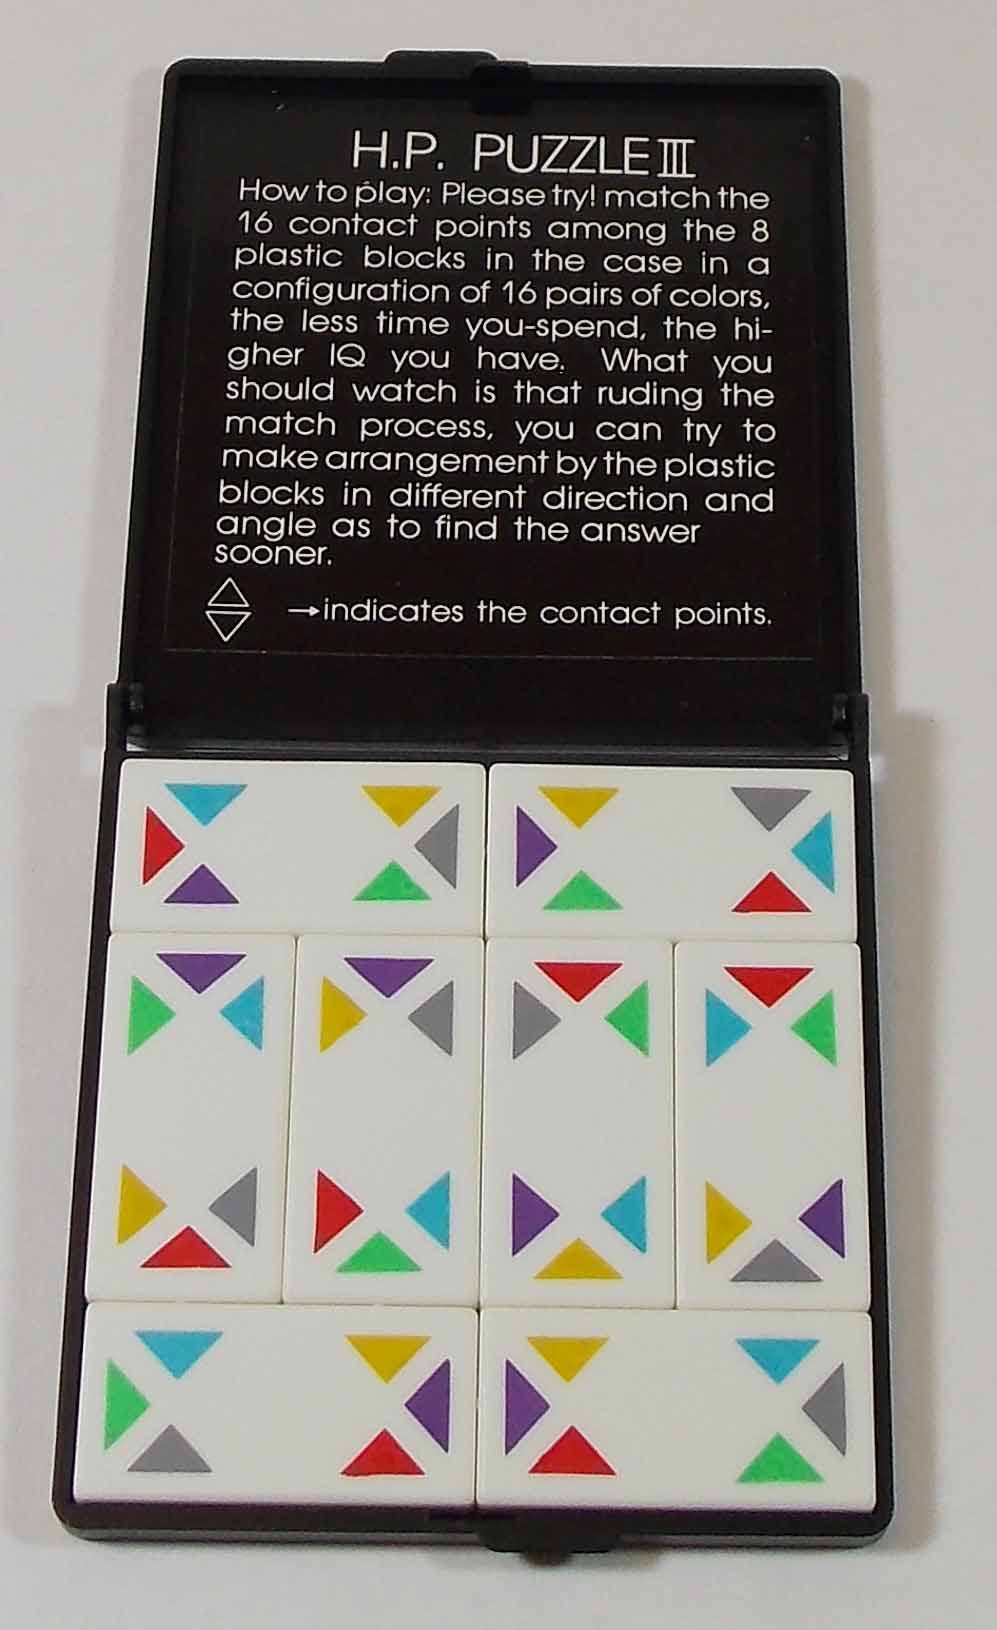 H.P. PUZZLE III
How to play: Please try! match the
16 contact points among the 8
plastic blocks in the case in a
configuration of 16 pairs of colors,
the less time you-spend, the hi-
gher IQ you have. What you
should watch is that ruding the
match process, you can try to
make arrangement by the plastic
blocks in different direction and
angle as to find the answer
sooner.
→indicates the contact points.